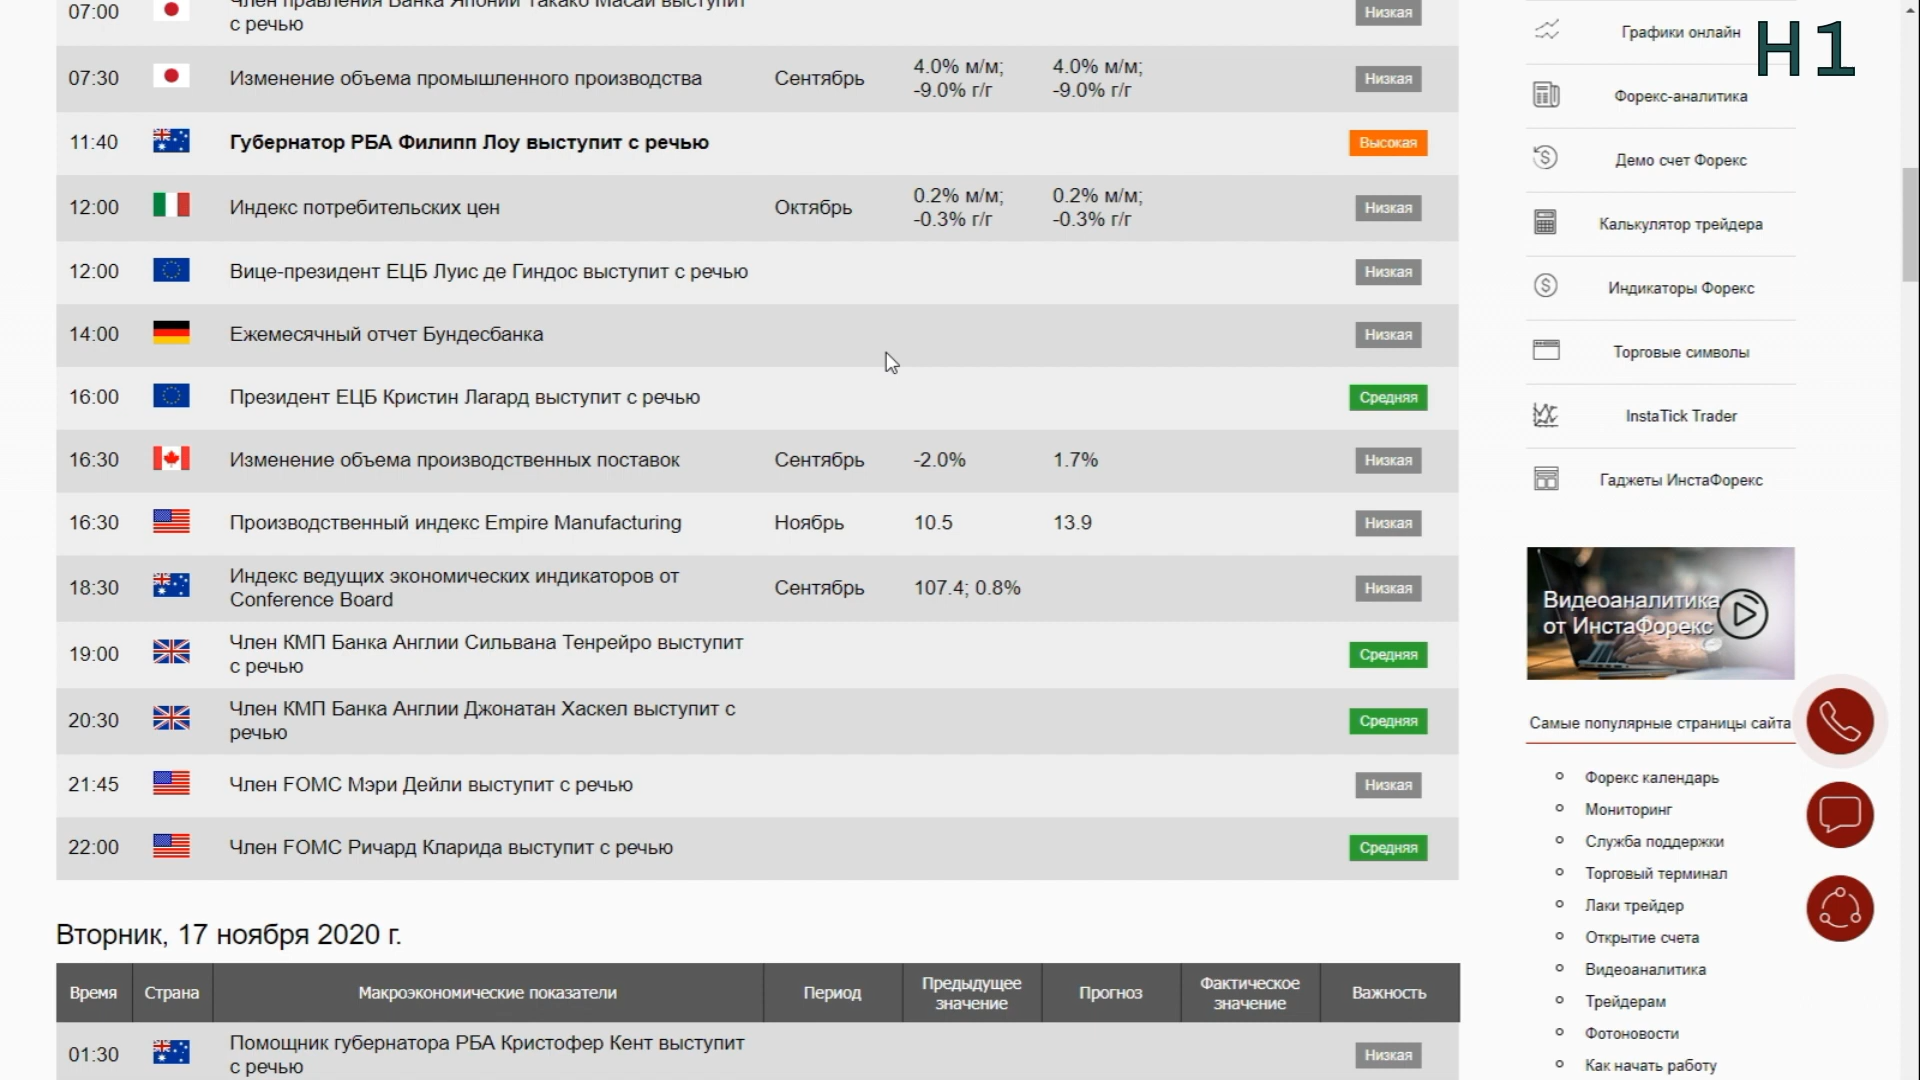 07:00 Член правления Банка Японии Такако Масаи выступит
с речью Низкая
07:30 Изменение объема промышленного производства Сентябрь 4.0% м/м; 4.0% м/м; Низкая
-9.0% г/г -9.0% г/г
11:40 Губернатор РБА Филипп Лоу выступит с речью Высокая
12:00 Индекс потребительских цен Октябрь 0.2% м/м; 0.2% м/м; Низкая
-0.3% г/г -0.3% г/г
12:00 Вице-президент ЕЦБ Луис де Гиндос выступит с речью Низкая
14:00 Ежемесячный отчет Бундесбанка Низкая
16:00 Президент ЕЦБ Кристин Лагард выступит с речью Средняя
16:30 Изменение объема производственных поставок Сентябрь -2.0% 1.7% Низкая
16:30 Производственный индекс Empire Manufacturing Ноябрь 10.5 13.9 Низкая
18:30 Индекс ведущих экономических индикаторов от
Conference Board Сентябрь 107.4; 0.8% Низкая
19:00 Член КМП Банка Англии Сильвана Тенрейро выступит
с речью Средняя
20:30 Член КМП Банка Англии Джонатан Хаскел выступит с
речью Средняя
21:45 Член FOMC Мэри Дейли выступит с речью Низкая
22:00 Член FOMC Ричард Кларида выступит с речью Средняя
Вторник, 17 ноября 2020 г.
Время Страна Макроэкономические показатели Период Предыдущее значение Прогноз Фактическое значение Важность
01:30 Помощник губернатора РБА Кристофер Кент выступит
с речью Низкая
H1
Графики онлайн
Форекс-аналитика
Демо счет Форекс
Калькулятор трейдера
Индикаторы Форекс
Торговые символы
InstaTick Trader
Гаджеты ИнстаФорекс
Видеоаналитика
от ИнстаФорекс
Самые популярные страницы сайта
Форекс календарь
Мониторинг
Служба поддержки
Торговый терминал
Лаки трейдер
Открытие счета
Видеоаналитика
Трейдерам
Фотоновости
Как начать работу